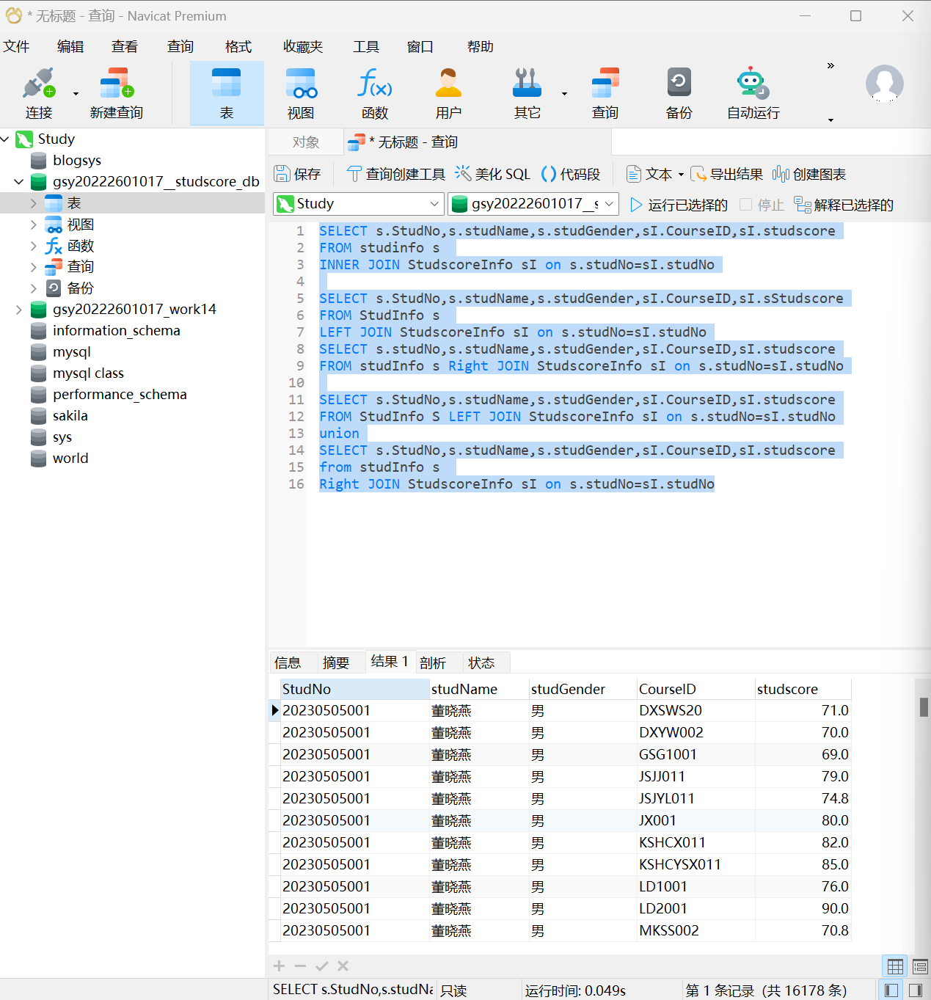 * 无标题 - 查询 - Navicat Premium
文件 编辑 查看 查询 格式 收藏夹 工具 窗口 帮助
连接 新建查询 表 视图 函数 用户 其它 查询 备份 自动运行
Study
blogsys
gsy20222601017__studscore_db
表
视图
函数
查询
备份
gsy20222601017_work14
information_schema
mysql
mysql class
performance_schema
sakila
sys
world
对象 * 无标题 - 查询
保存 查询创建工具 美化 SQL 代码段 文本 导出结果 创建图表
Study gsy20222601017__s 运行已选择的 停止 解释已选择的
1 SELECT s.StudNo,s.studName,s.studGender,sI.CourseID,sI.studscore
2 FROM studinfo s
3 INNER JOIN StudscoreInfo sI on s.studNo=sI.studNo
4
5 SELECT s.StudNo,s.studName,s.studGender,sI.CourseID,sI.sStudscore
6 FROM StudInfo s
7 LEFT JOIN StudscoreInfo sI on s.studNo=sI.studNo
8 SELECT s.studNo,s.studName,s.studGender,sI.CourseID,sI.studscore
9 FROM studInfo s Right JOIN StudscoreInfo sI on s.studNo=sI.studNo
10
11 SELECT s.StudNo,s.studName,s.studGender,sI.CourseID,sI.studscore
12 FROM StudInfo S LEFT JOIN StudscoreInfo sI on s.studNo=sI.studNo
13 union
14 SELECT s.StudNo,s.studName,s.studGender,sI.CourseID,sI.studscore
15 from studInfo s
16 Right JOIN StudscoreInfo sI on s.studNo=sI.studNo
信息 摘要 结果 1 剖析 状态
StudNo studName studGender CourseID studscore
20230505001 董晓燕 男 DXSWS20 71.0
20230505001 董晓燕 男 DXYW002 70.0
20230505001 董晓燕 男 GSG1001 69.0
20230505001 董晓燕 男 JSJJ011 79.0
20230505001 董晓燕 男 JSJYL011 74.8
20230505001 董晓燕 男 JX001 80.0
20230505001 董晓燕 男 KSHCX011 82.0
20230505001 董晓燕 男 KSHCYSX011 85.0
20230505001 董晓燕 男 LD1001 76.0
20230505001 董晓燕 男 LD2001 90.0
20230505001 董晓燕 男 MKSS002 70.8
SELECT s.StudNo,s.studNa 只读 运行时间: 0.049s 第 1 条记录 (共 16178 条)